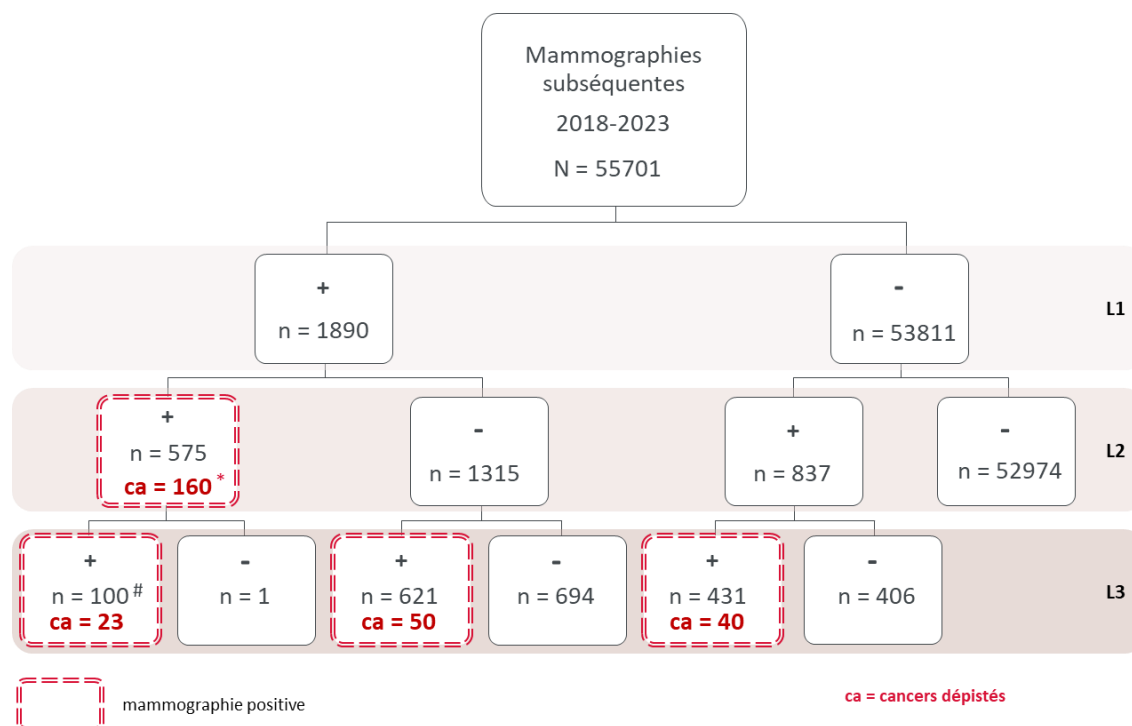 Mammographies
subséquentes
2018-2023
N = 55701
+
n = 1890
-
n = 53811
L1
+
n = 575
ca = 160 *
-
n = 1315
+
n = 837
-
n = 52974
L2
+
n = 100 #
ca = 23
-
n = 1
+
n = 621
ca = 50
-
n = 694
+
n = 431
ca = 40
-
n = 406
L3
mammographie positive
ca = cancers dépistés